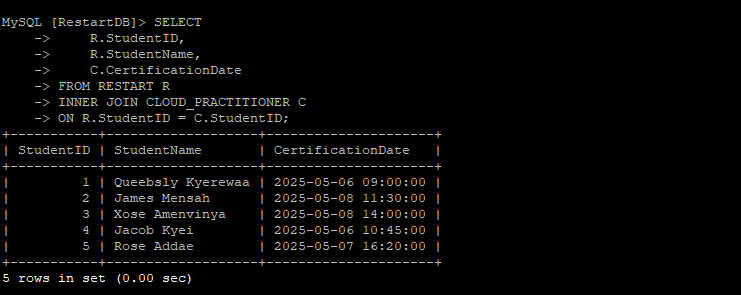 MySQL [RestartDB]> SELECT
    ->     R.StudentID,
    ->     R.StudentName,
    ->     C.CertificationDate
    -> FROM RESTART R
    -> INNER JOIN CLOUD_PRACTITIONER C
    -> ON R.StudentID = C.StudentID;
+-----------+-------------------+---------------------+
| StudentID | StudentName       | CertificationDate   |
+-----------+-------------------+---------------------+
|         1 | Queebsly Kyerewaa | 2025-05-06 09:00:00 |
|         2 | James Mensah      | 2025-05-08 11:30:00 |
|         3 | Xose Amenvinya    | 2025-05-08 14:00:00 |
|         4 | Jacob Kyei        | 2025-05-06 10:45:00 |
|         5 | Rose Addae        | 2025-05-07 16:20:00 |
+-----------+-------------------+---------------------+
5 rows in set (0.00 sec)